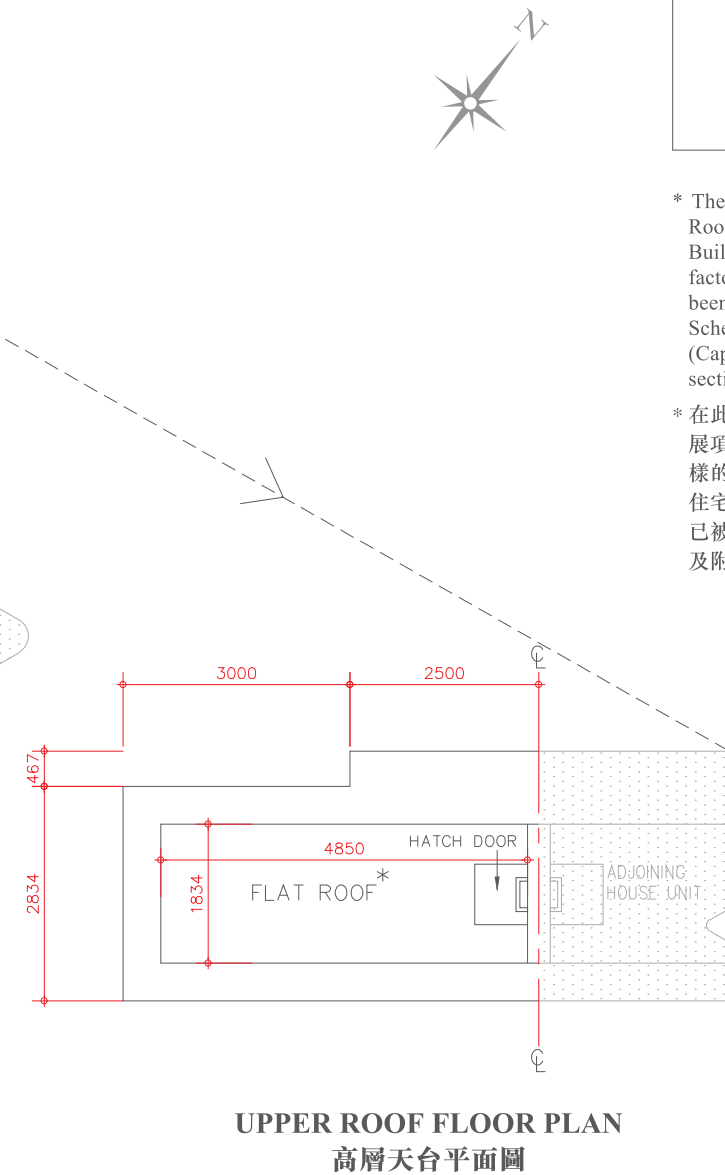 N
* The
Roo
Buil
facto
been
Sche
(Cap
secti
* 在此
展項
樣的
住宅
已被
及附
℄
3000
2500
467
2834
4850
1834
HATCH DOOR
FLAT ROOF*
ADJOINING
HOUSE UNIT
℄
UPPER ROOF FLOOR PLAN
高層天台平面圖